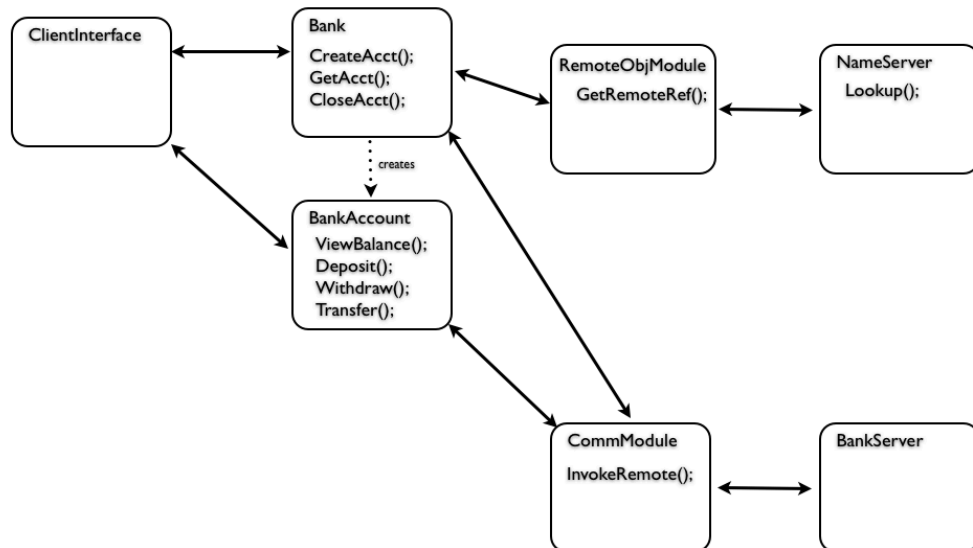 ClientInterface
Bank
CreateAcct();
GetAcct();
CloseAcct();
RemoteObjModule
GetRemoteRef();
NameServer
Lookup();
creates
BankAccount
ViewBalance();
Deposit();
Withdraw();
Transfer();
CommModule
InvokeRemote();
BankServer